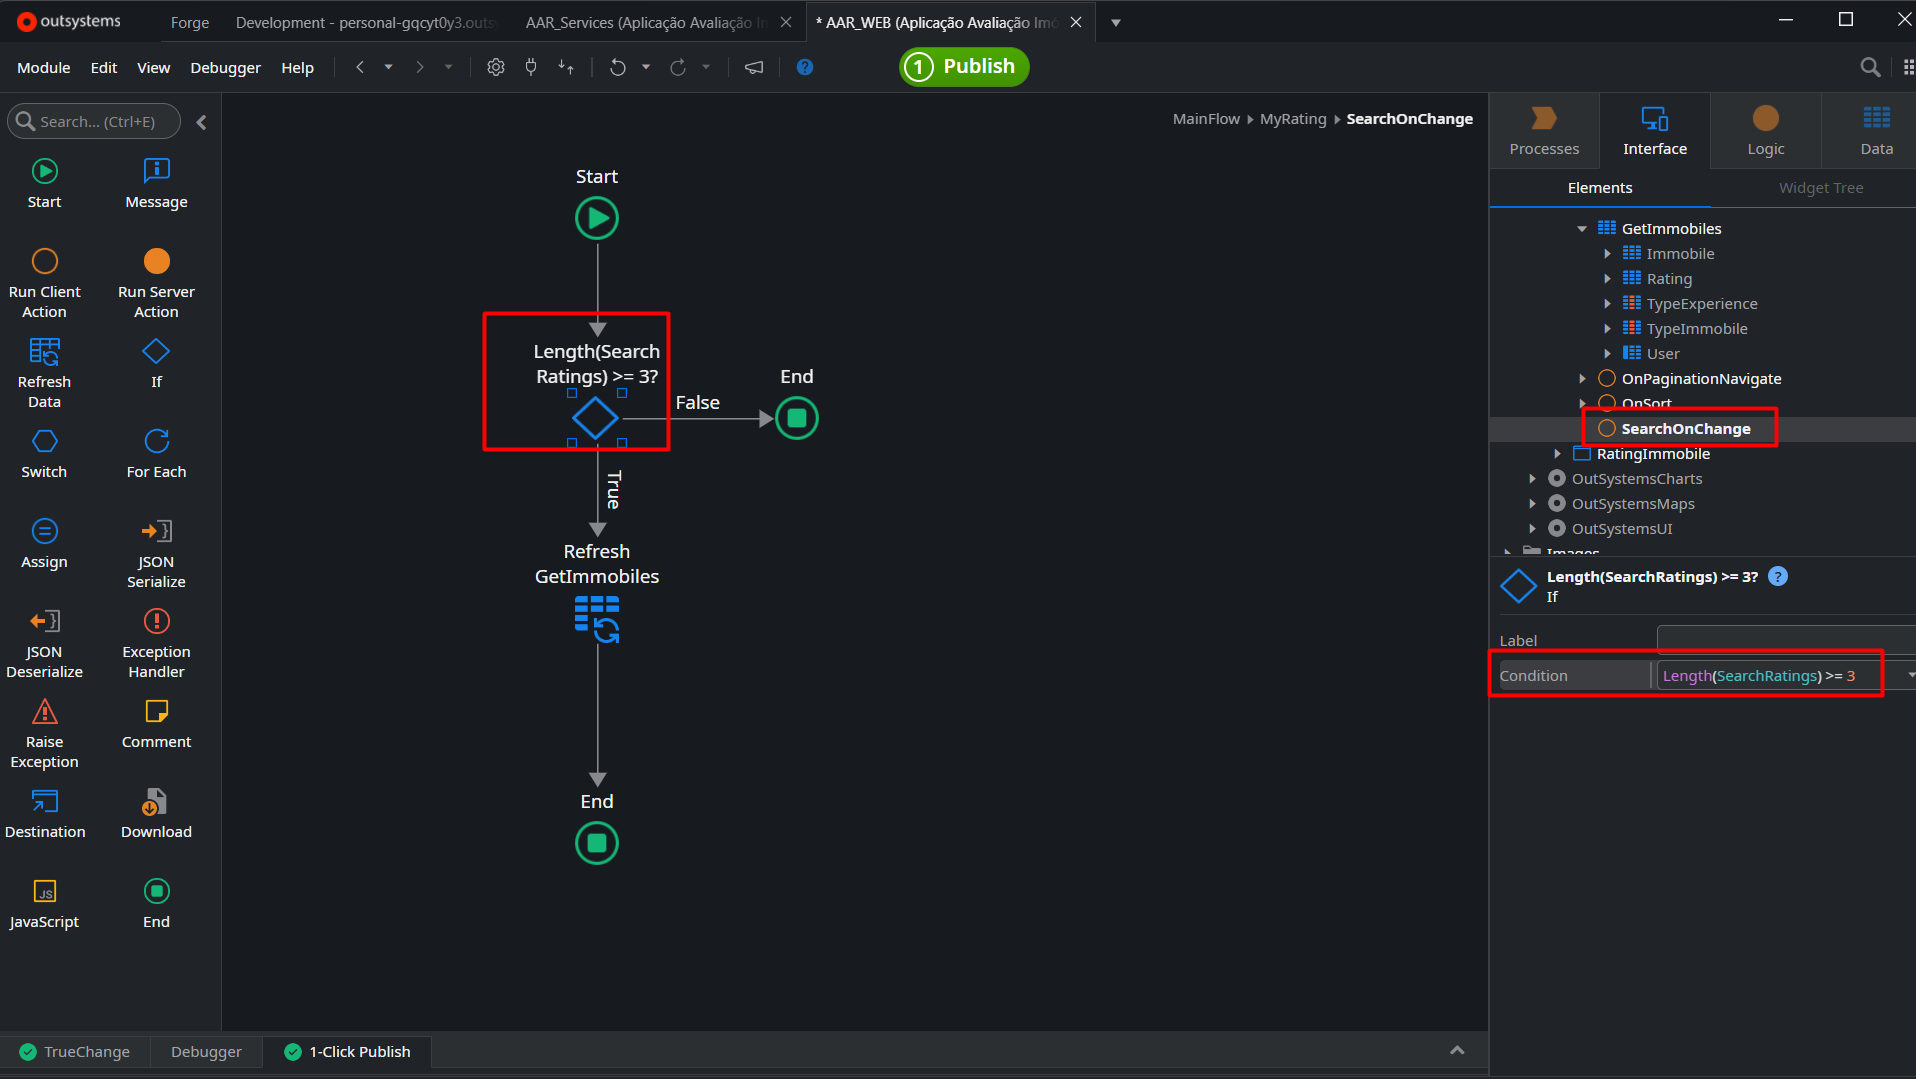 outsystems
Forge
Development - personal-gqcyt0y3.outs
AAR_Services (Aplicação Avaliação I
* AAR_WEB (Aplicação Avaliação Imó
Module
Edit
View
Debugger
Help
1
Publish
?
Search... (Ctrl+E)
MainFlow
MyRating
SearchOnChange
Start
Message
Run Client
Action
Run Server
Action
Refresh
Data
If
Switch
For Each
Assign
JSON
Serialize
JSON
Deserialize
Exception
Handler
Raise
Exception
Comment
Destination
Download
JS
JavaScript
End
Start
Length(Search
Ratings) >= 3?
False
End
True
Refresh
GetImmobiles
End
Processes
Interface
Logic
Data
Elements
Widget Tree
GetImmobiles
Immobile
Rating
TypeExperience
TypeImmobile
User
OnPaginationNavigate
OnSort
SearchOnChange
RatingImmobile
OutSystemsCharts
OutSystemsMaps
OutSystemsUI
Images
Length(SearchRatings) >= 3?
?
If
Label
Condition
Length(SearchRatings) >= 3
TrueChange
Debugger
1-Click Publish